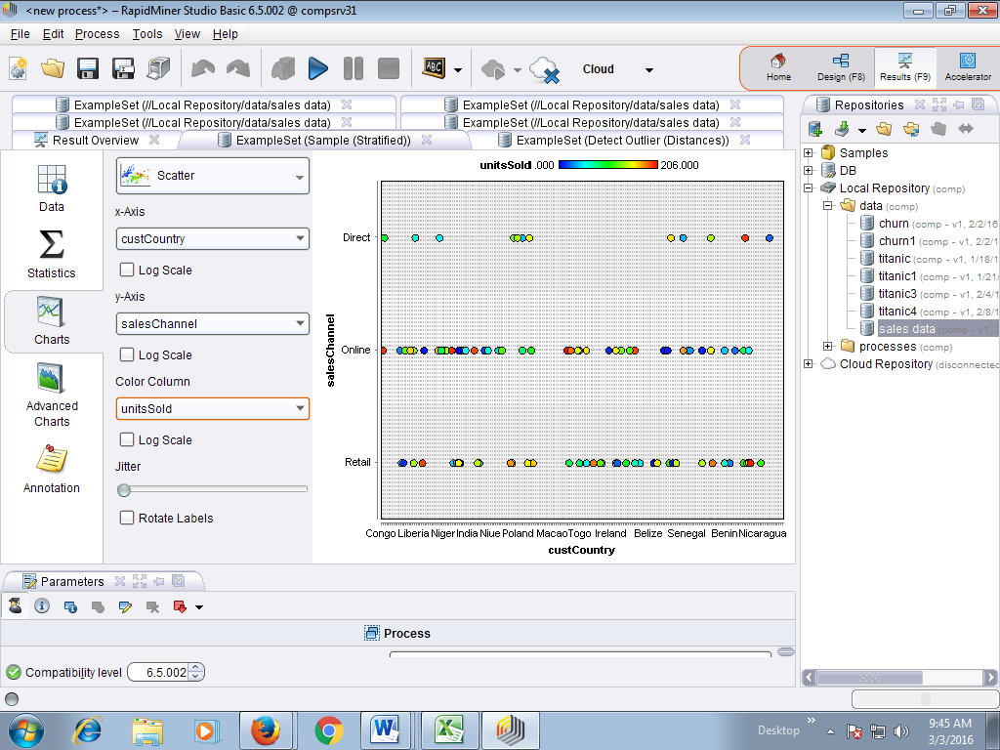 <new process*> – RapidMiner Studio Basic 6.5.002 @ compsrv31
File Edit Process Tools View Help
ABC Cloud Home Design (F8) Results (F9) Accelerator
ExampleSet (//Local Repository/data/sales data) ExampleSet (//Local Repository/data/sales data)
ExampleSet (//Local Repository/data/sales data) ExampleSet (//Local Repository/data/sales data)
Result Overview ExampleSet (Sample (Stratified)) ExampleSet (Detect Outlier (Distances))
Data
Statistics
Charts
Advanced
Charts
Annotation
Scatter
x-Axis
custCountry
Log Scale
y-Axis
salesChannel
Log Scale
Color Column
unitsSold
Log Scale
Jitter
Rotate Labels
unitsSold .000 206.000
Direct
Online
Retail
salesChannel
Congo Liberia Niger India Niue Poland Macao Togo Ireland Belize Senegal Benin Nicaragua
custCountry
Repositories
Samples
DB
Local Repository (comp)
data (comp)
churn (comp - v1, 2/2/16
churn1 (comp - v1, 2/2/1
titanic (comp - v1, 1/18/1
titanic1 (comp - v1, 1/21/
titanic3 (comp - v1, 2/4/1
titanic4 (comp - v1, 2/8/1
sales data (comp - v1,
processes (comp)
Cloud Repository (disconnected
Parameters
Process
Compatibility level 6.5.002
Desktop
9:45 AM
3/3/2016